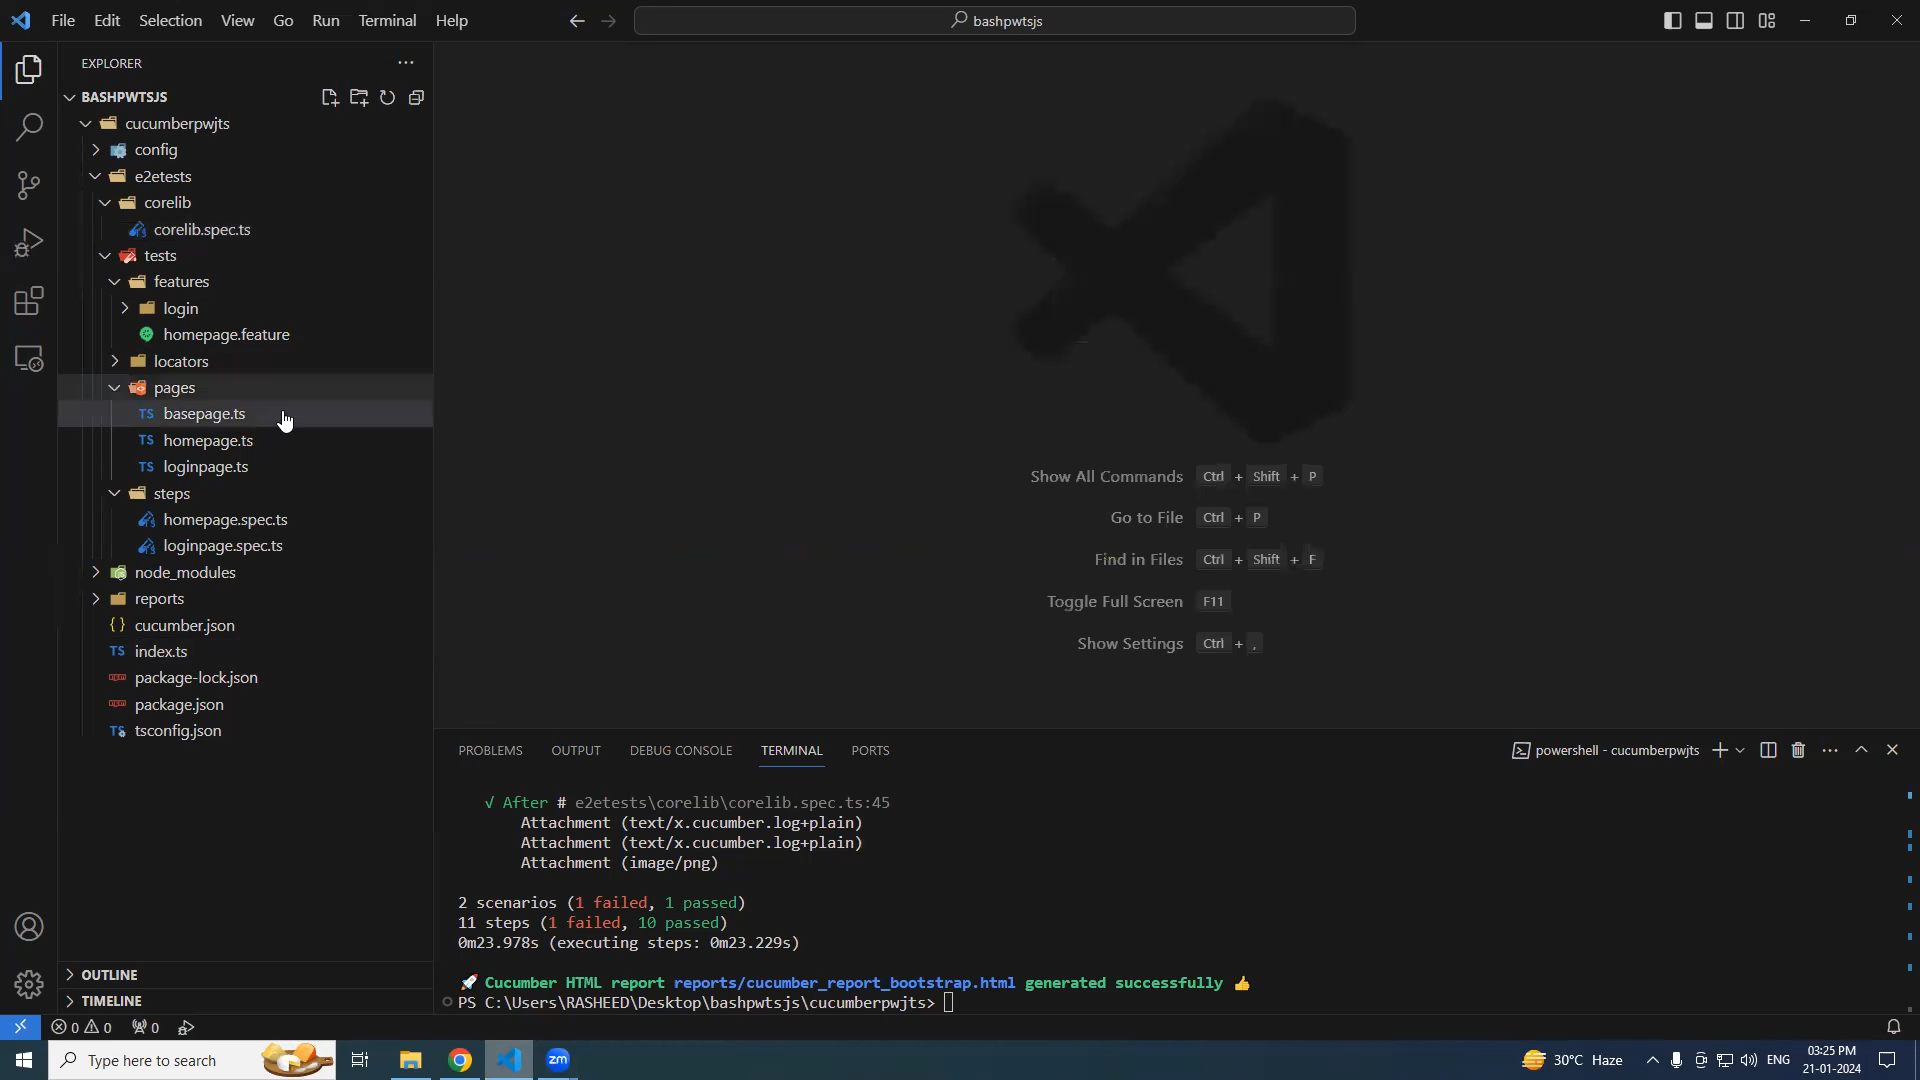 File Edit Selection View Go Run Terminal Help
bashpwtsjs
EXPLORER
BASHPWTSJS
cucumberpwjts
config
e2etests
corelib
corelib.spec.ts
tests
features
login
homepage.feature
locators
pages
TS basepage.ts
TS homepage.ts
TS loginpage.ts
steps
homepage.spec.ts
loginpage.spec.ts
node_modules
reports
{} cucumber.json
TS index.ts
package-lock.json
package.json
TS tsconfig.json
OUTLINE
TIMELINE
Show All Commands Ctrl + Shift + P
Go to File Ctrl + P
Find in Files Ctrl + Shift + F
Toggle Full Screen F11
Show Settings Ctrl + ,
PROBLEMS OUTPUT DEBUG CONSOLE TERMINAL PORTS
powershell - cucumberpwjts
√ After # e2etests\corelib\corelib.spec.ts:45
Attachment (text/x.cucumber.log+plain)
Attachment (text/x.cucumber.log+plain)
Attachment (image/png)
2 scenarios (1 failed, 1 passed)
11 steps (1 failed, 10 passed)
0m23.978s (executing steps: 0m23.229s)
🚀 Cucumber HTML report reports/cucumber_report_bootstrap.html generated successfully 👍
PS C:\Users\RASHEED\Desktop\bashpwtsjs\cucumberpwjts>
0 0 0
Type here to search
zm
30°C Haze
ENG
03:25 PM
21-01-2024